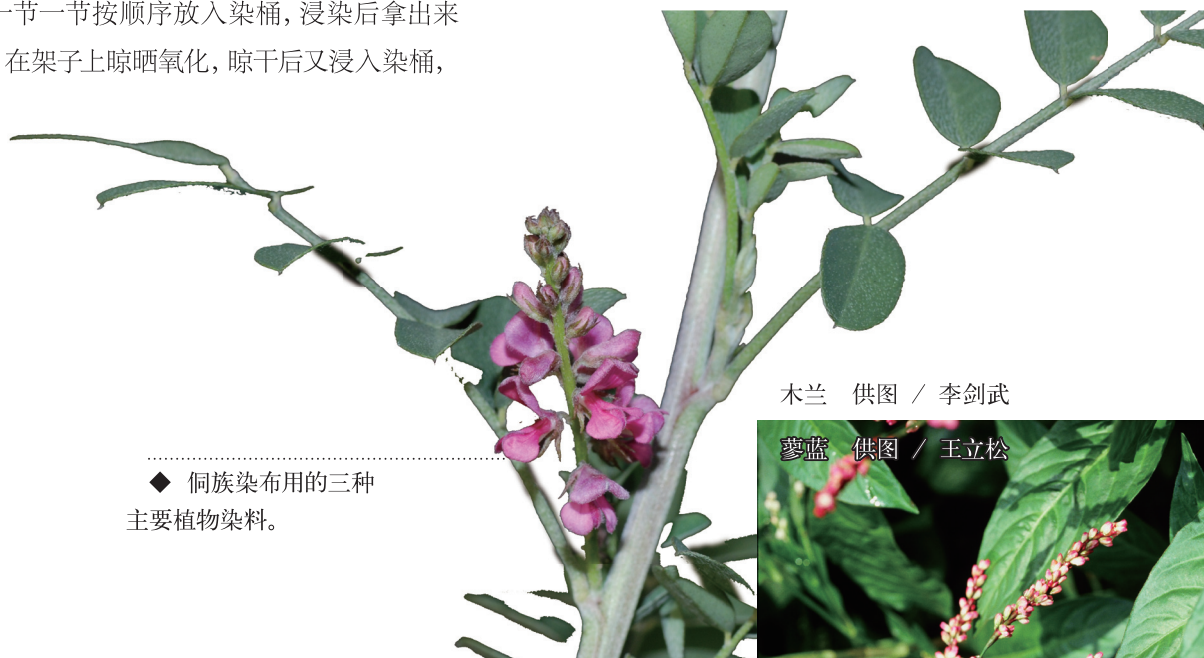 一节一节按顺序放入染桶，浸染后拿出来
在架子上晾晒氧化，晾干后又浸入染桶，
木兰 供图 / 李剑武
蓼蓝 供图 / 王立松
◆ 侗族染布用的三种
主要植物染料。